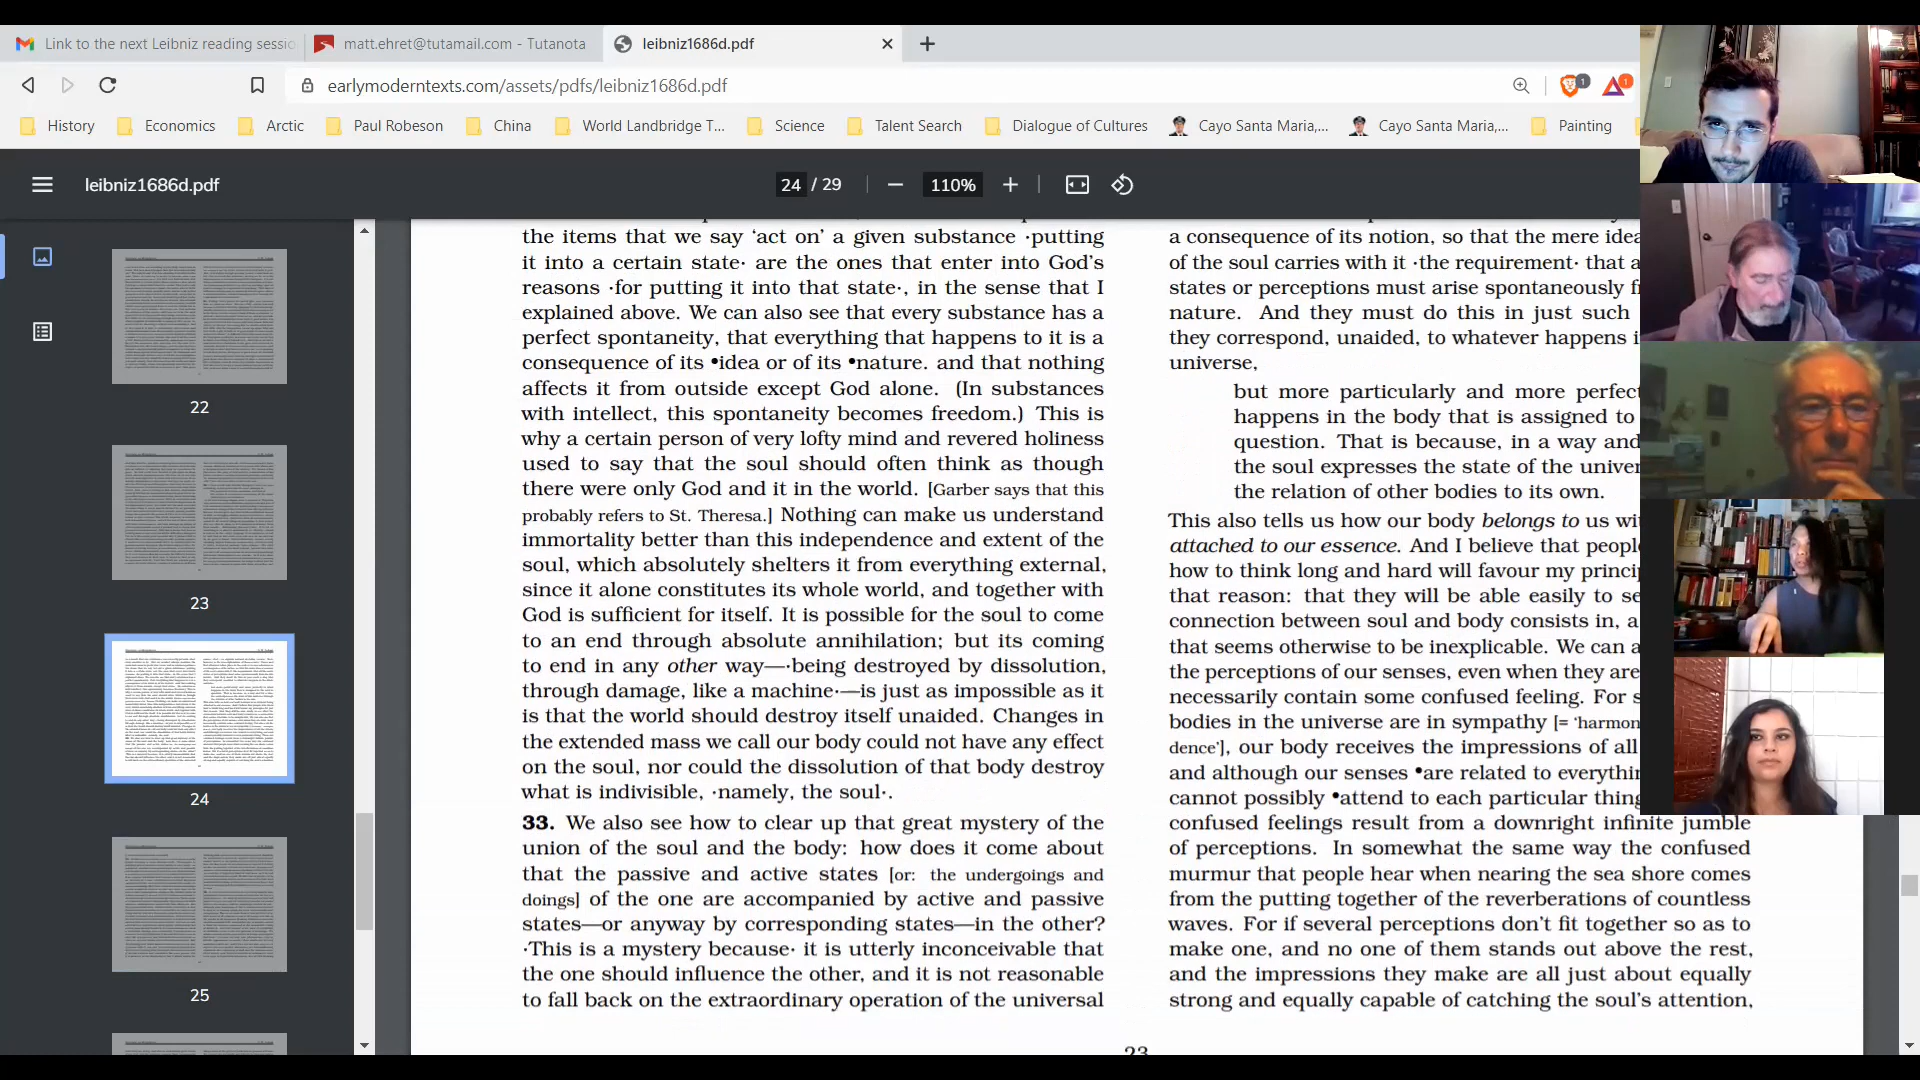 Link to the next Leibniz reading sessio
matt.ehret@tutamail.com - Tutanota
leibniz1686d.pdf
earlymoderntexts.com/assets/pdfs/leibniz1686d.pdf
1
1
History
Economics
Arctic
Paul Robeson
China
World Landbridge T...
Science
Talent Search
Dialogue of Cultures
Cayo Santa Maria,...
Cayo Santa Maria,...
Painting
leibniz1686d.pdf
24 / 29
110%
22
23
24
25
the items that we say ‘act on’ a given substance ·putting
it into a certain state· are the ones that enter into God’s
reasons ·for putting it into that state·, in the sense that I
explained above. We can also see that every substance has a
perfect spontaneity, that everything that happens to it is a
consequence of its •idea or of its •nature. and that nothing
affects it from outside except God alone. (In substances
with intellect, this spontaneity becomes freedom.) This is
why a certain person of very lofty mind and revered holiness
used to say that the soul should often think as though
there were only God and it in the world. [Garber says that this
probably refers to St. Theresa.] Nothing can make us understand
immortality better than this independence and extent of the
soul, which absolutely shelters it from everything external,
since it alone constitutes its whole world, and together with
God is sufficient for itself. It is possible for the soul to come
to an end through absolute annihilation; but its coming
to end in any other way—·being destroyed by dissolution,
through damage, like a machine·—is just as impossible as it
is that the world should destroy itself unaided. Changes in
the extended mass we call our body could not have any effect
on the soul, nor could the dissolution of that body destroy
what is indivisible, ·namely, the soul·.
33. We also see how to clear up that great mystery of the
union of the soul and the body: how does it come about
that the passive and active states [or: the undergoings and
doings] of the one are accompanied by active and passive
states—or anyway by corresponding states—in the other?
·This is a mystery because· it is utterly inconceivable that
the one should influence the other, and it is not reasonable
to fall back on the extraordinary operation of the universal
a consequence of its notion, so that the mere idea
of the soul carries with it ·the requirement· that a
states or perceptions must arise spontaneously f
nature. And they must do this in just such
they correspond, unaided, to whatever happens i
universe,
but more particularly and more perfect
happens in the body that is assigned to
question. That is because, in a way and
the soul expresses the state of the univer
the relation of other bodies to its own.
This also tells us how our body belongs to us wi
attached to our essence. And I believe that peopl
how to think long and hard will favour my princi
that reason: that they will be able easily to se
connection between soul and body consists in, a
that seems otherwise to be inexplicable. We can a
the perceptions of our senses, even when they are
necessarily contain some confused feeling. For s
bodies in the universe are in sympathy [= ‘harmon
dence’], our body receives the impressions of all
and although our senses •are related to everythin
cannot possibly •attend to each particular thing
confused feelings result from a downright infinite jumble
of perceptions. In somewhat the same way the confused
murmur that people hear when nearing the sea shore comes
from the putting together of the reverberations of countless
waves. For if several perceptions don’t fit together so as to
make one, and no one of them stands out above the rest,
and the impressions they make are all just about equally
strong and equally capable of catching the soul’s attention,
23